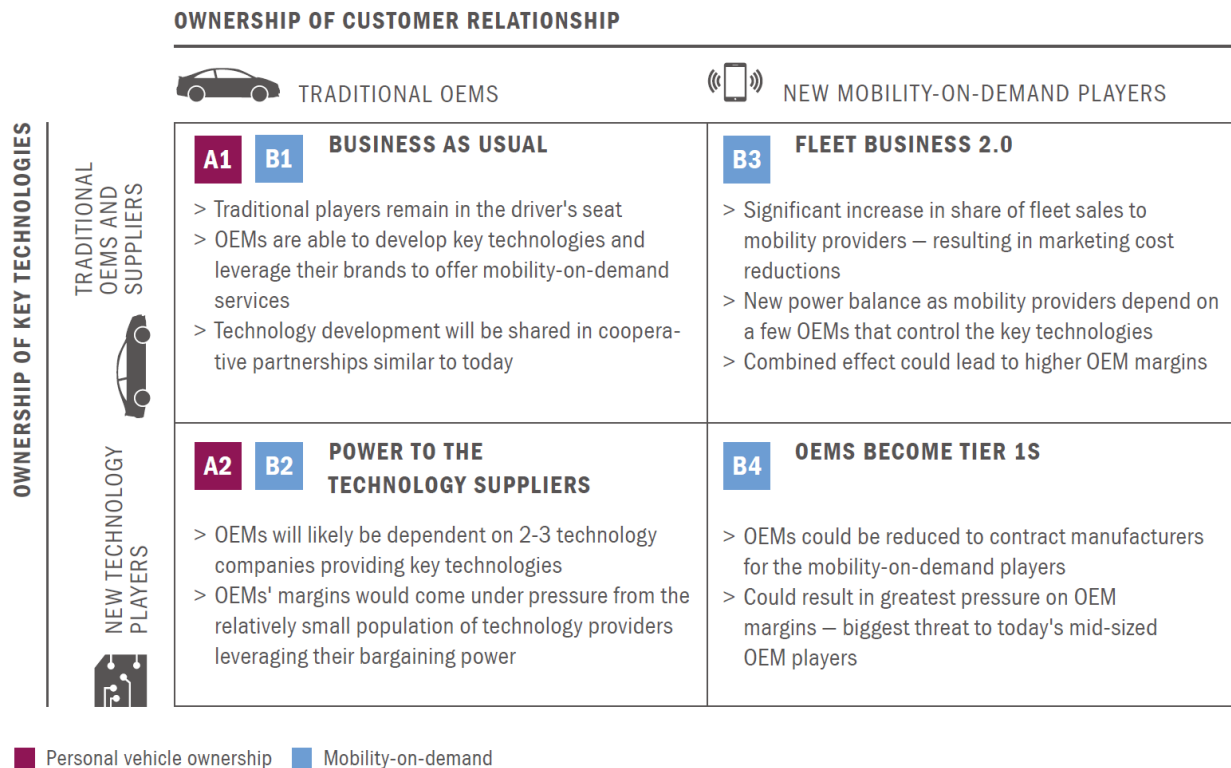 OWNERSHIP OF CUSTOMER RELATIONSHIP
TRADITIONAL OEMS
NEW MOBILITY-ON-DEMAND PLAYERS
OWNERSHIP OF KEY TECHNOLOGIES
TRADITIONAL
OEMS AND
SUPPLIERS
A1
B1
BUSINESS AS USUAL
> Traditional players remain in the driver's seat
> OEMs are able to develop key technologies and
leverage their brands to offer mobility-on-demand
services
> Technology development will be shared in coopera-
tive partnerships similar to today
B3
FLEET BUSINESS 2.0
> Significant increase in share of fleet sales to
mobility providers — resulting in marketing cost
reductions
> New power balance as mobility providers depend on
a few OEMs that control the key technologies
> Combined effect could lead to higher OEM margins
NEW TECHNOLOGY
PLAYERS
A2
B2
POWER TO THE
TECHNOLOGY SUPPLIERS
> OEMs will likely be dependent on 2-3 technology
companies providing key technologies
> OEMs' margins would come under pressure from the
relatively small population of technology providers
leveraging their bargaining power
B4
OEMS BECOME TIER 1S
> OEMs could be reduced to contract manufacturers
for the mobility-on-demand players
> Could result in greatest pressure on OEM
margins — biggest threat to today's mid-sized
OEM players
Personal vehicle ownership
Mobility-on-demand